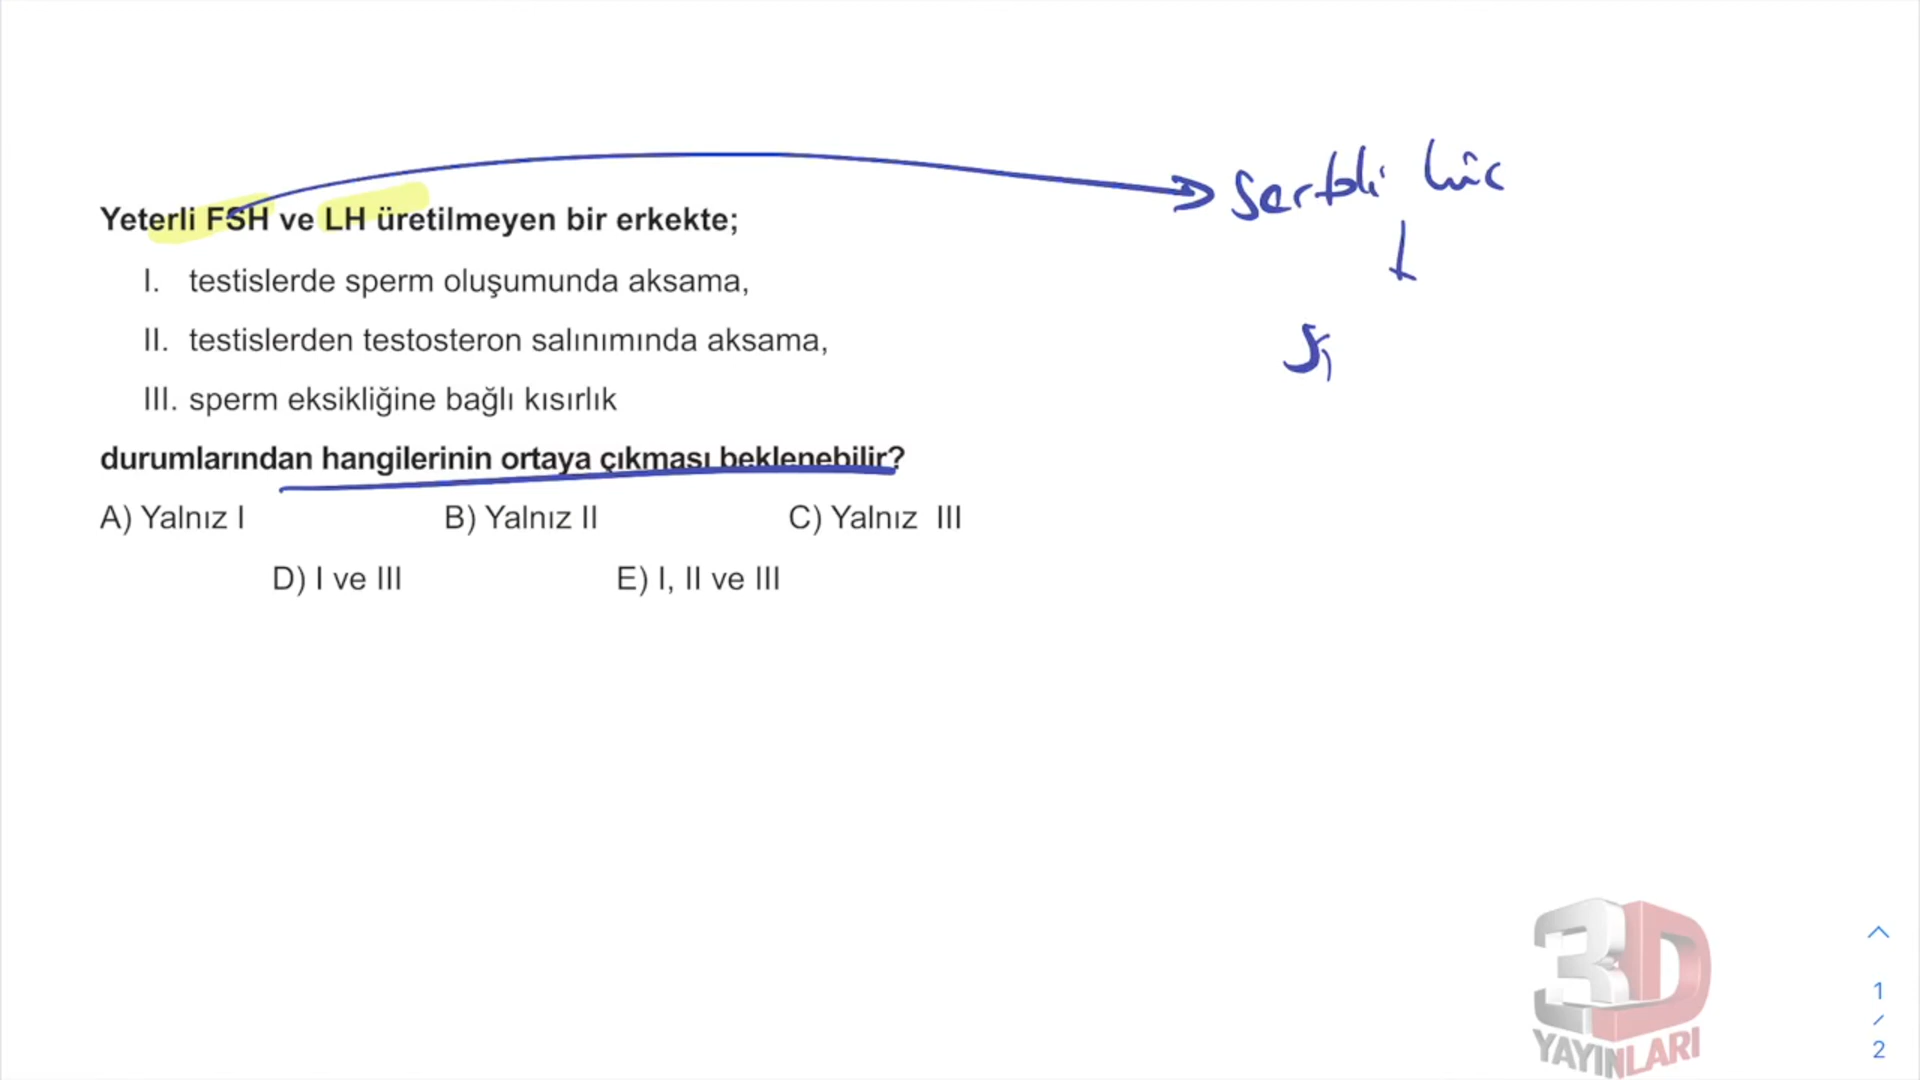 Sertoli hüc
Yeterli FSH ve LH üretilmeyen bir erkekte;
I. testislerde sperm oluşumunda aksama,
II. testislerden testosteron salınımında aksama,
III. sperm eksikliğine bağlı kısırlık
durumlarından hangilerinin ortaya çıkması beklenebilir?
A) Yalnız I B) Yalnız II C) Yalnız III
D) I ve III E) I, II ve III
3D
YAYINLARI
1
/
2